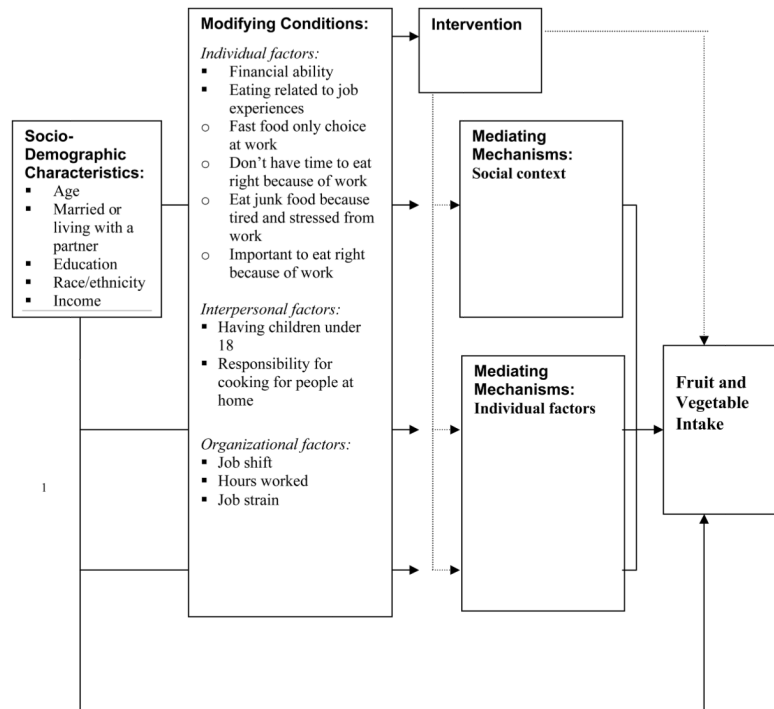 Socio-
Demographic
Characteristics:
▪ Age
▪ Married or
living with a
partner
▪ Education
▪ Race/ethnicity
▪ Income
1
Modifying Conditions:
Individual factors:
▪ Financial ability
▪ Eating related to job
experiences
o Fast food only choice
at work
o Don't have time to eat
right because of work
o Eat junk food because
tired and stressed from
work
o Important to eat right
because of work
Interpersonal factors:
▪ Having children under
18
▪ Responsibility for
cooking for people at
home
Organizational factors:
▪ Job shift
▪ Hours worked
▪ Job strain
Intervention
Mediating
Mechanisms:
Social context
Mediating
Mechanisms:
Individual factors
Fruit and
Vegetable
Intake